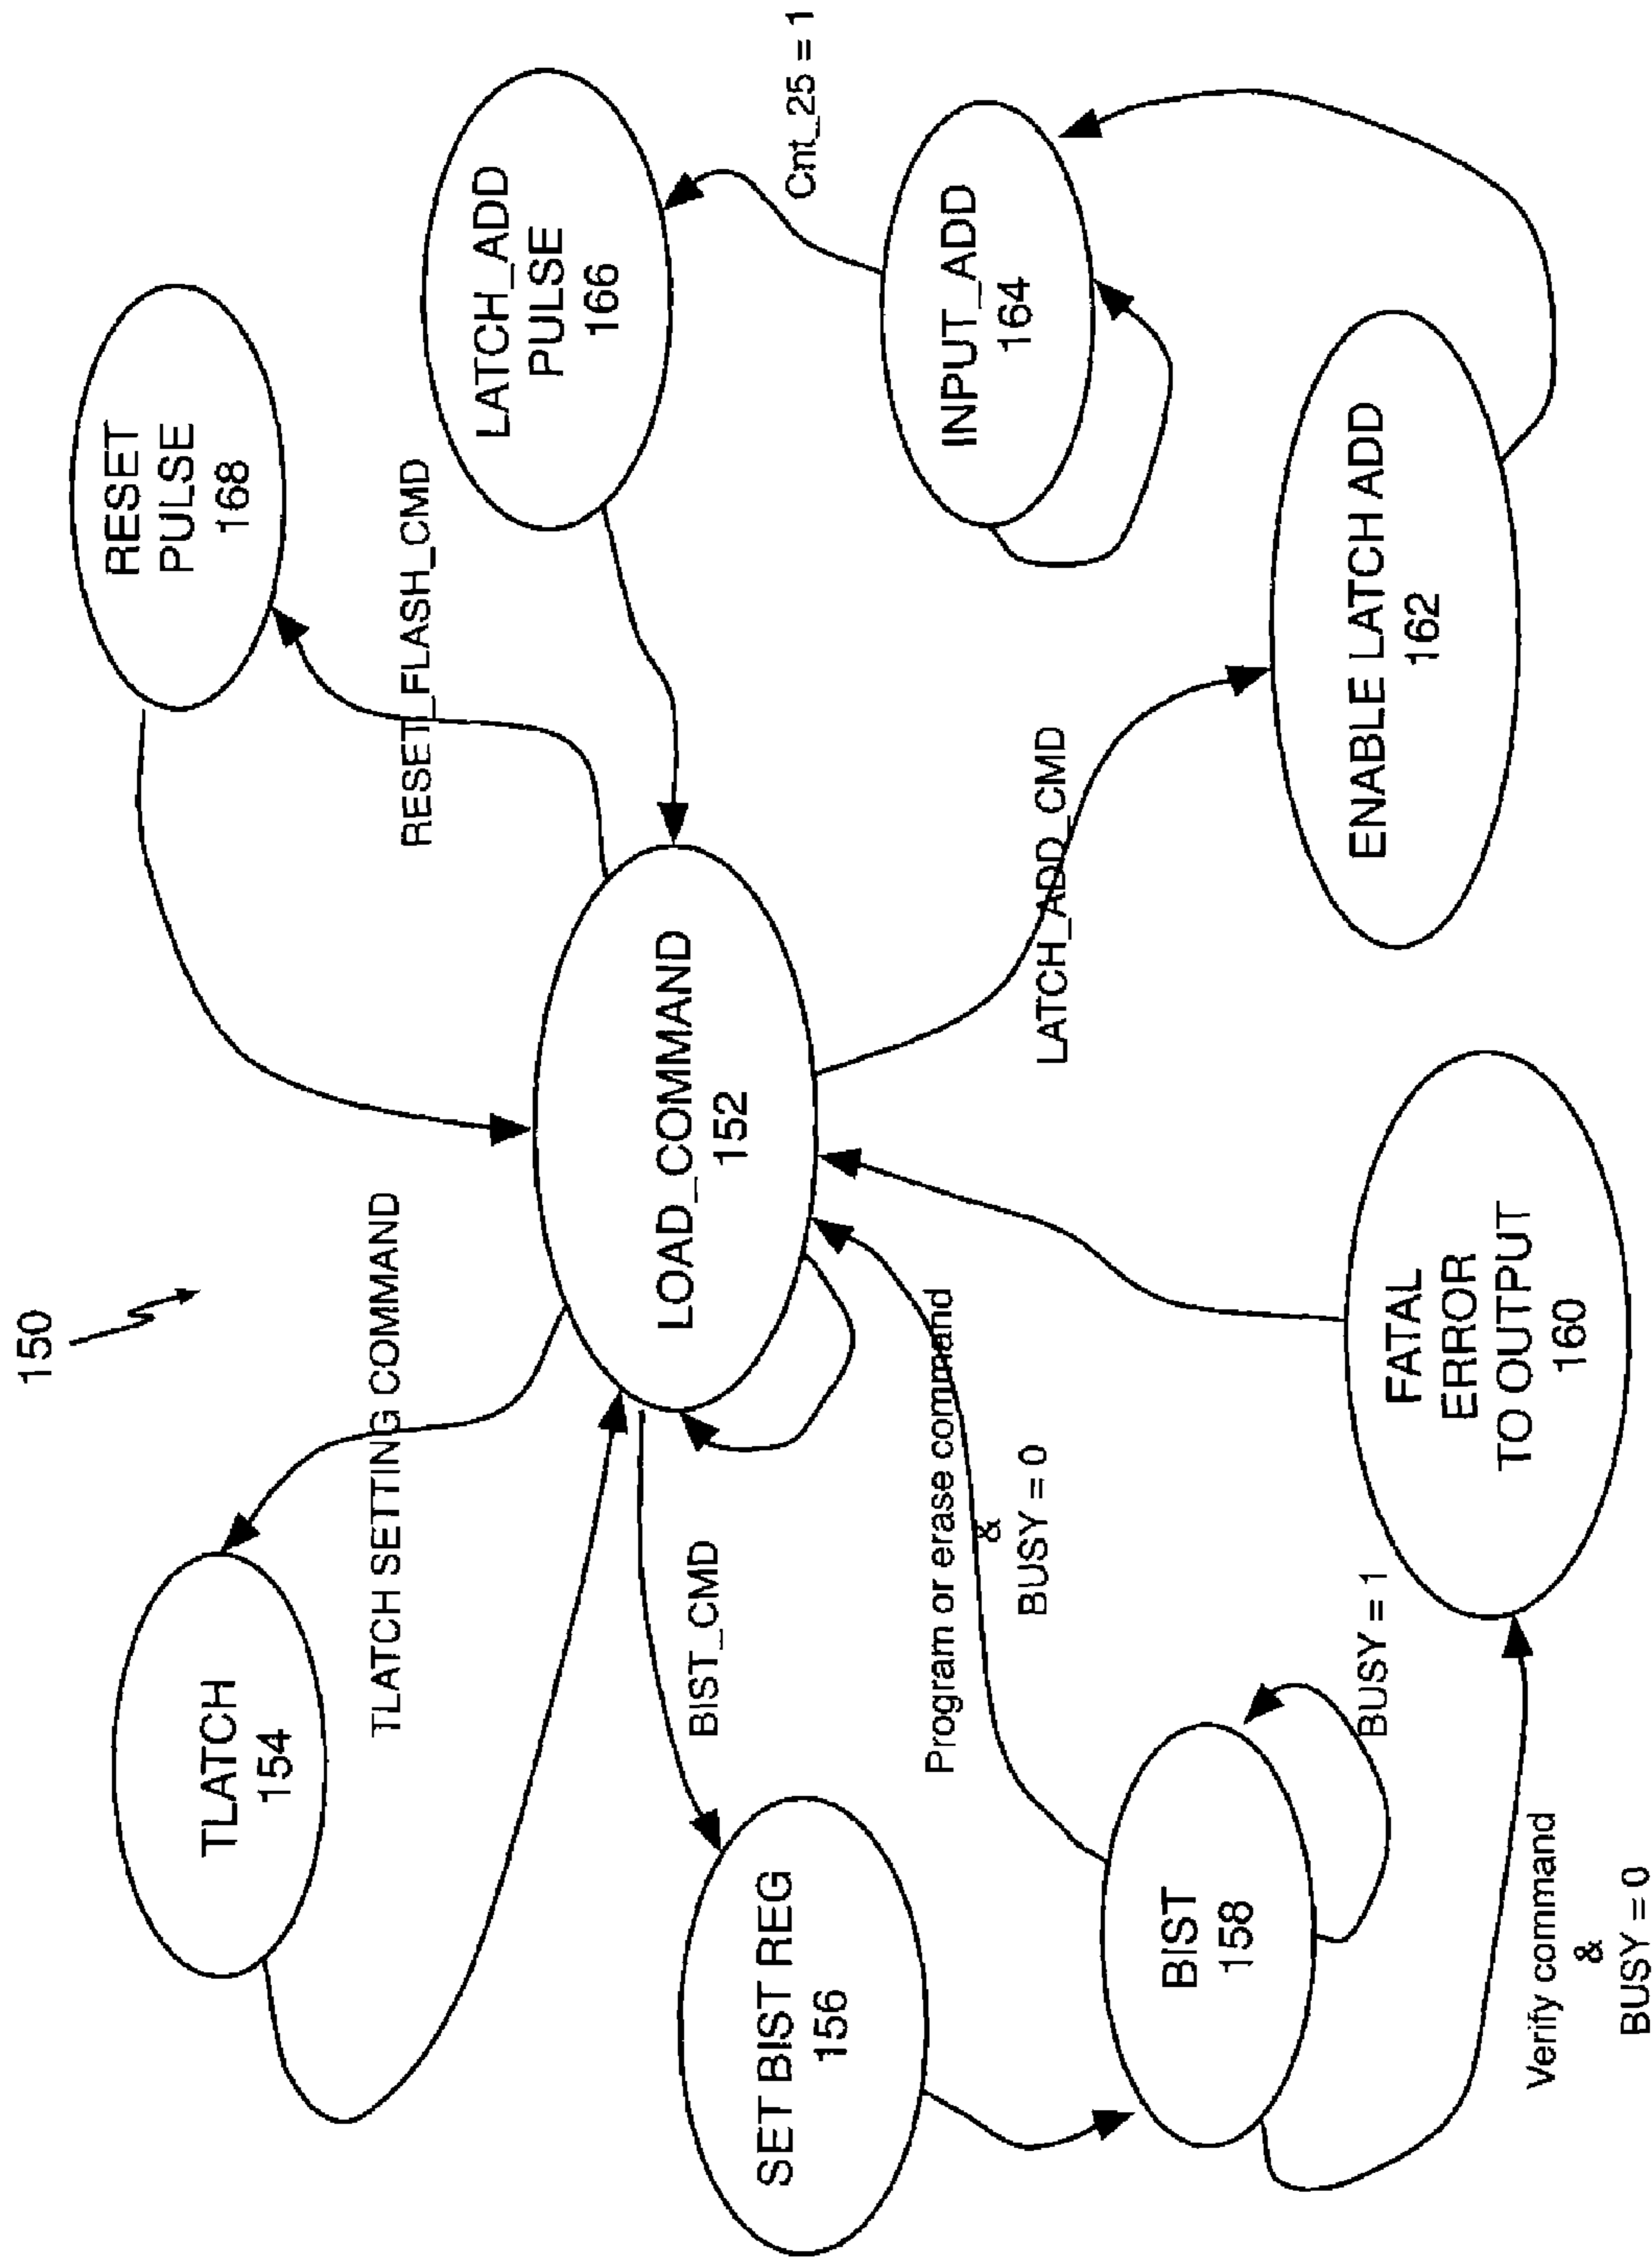 150
TLATCH
154
TLATCH SETTING COMMAND
RESET
PULSE
168
RESET_FLASH_CMD
LATCH_ADD
PULSE
166
Cnt_25 = 1
LOAD_COMMAND
152
BIST_CMD
SET BIST REG
156
INPUT_ADD
164
LATCH_ADD_CMD
Program or erase command
&
BUSY = 0
BIST
158
BUSY = 1
ENABLE LATCH ADD
162
FATAL
ERROR
TO OUTPUT
160
Verify command
&
BUSY = 0